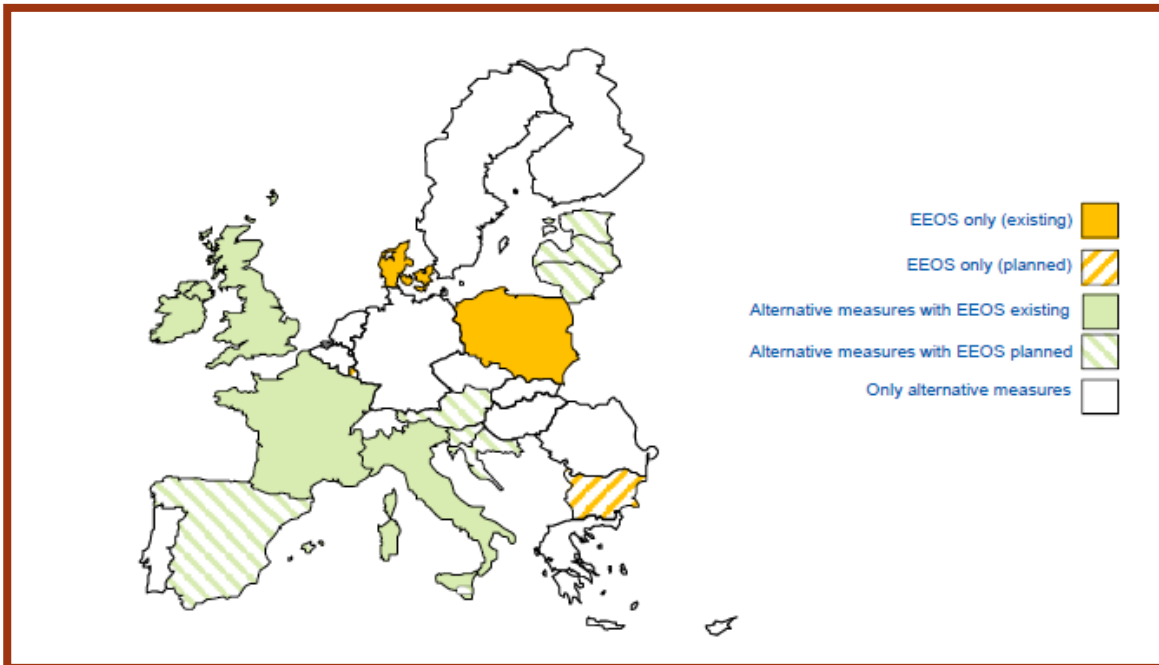 EEOS only (existing)
EEOS only (planned)
Alternative measures with EEOS existing
Alternative measures with EEOS planned
Only alternative measures